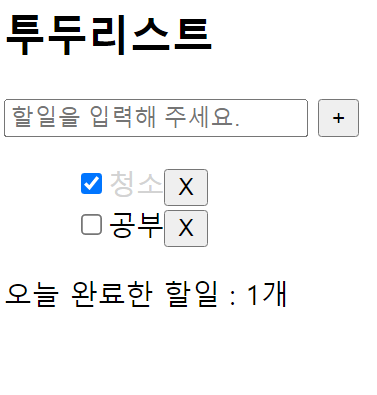 투두리스트
할일을 입력해 주세요. +
청소 X
공부 X
오늘 완료한 할일 : 1개